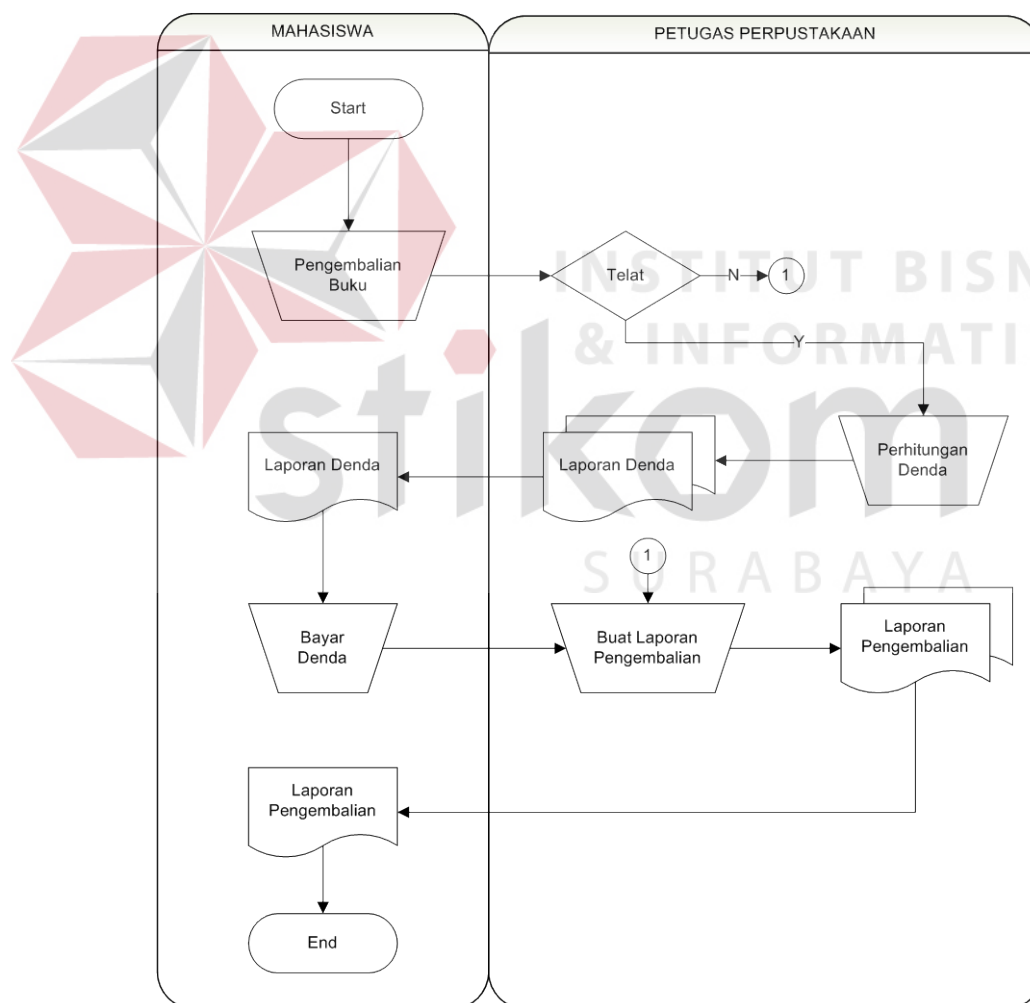 MAHASISWA
PETUGAS PERPUSTAKAAN
Start
Pengembalian
Buku
Telat
N
1
INSTITUT BISN
& INFORMATI
Y
stikom
SURABAYA
Perhitungan
Denda
Laporan Denda
Laporan Denda
1
Bayar
Denda
Buat Laporan
Pengembalian
Laporan
Pengembalian
Laporan
Pengembalian
End